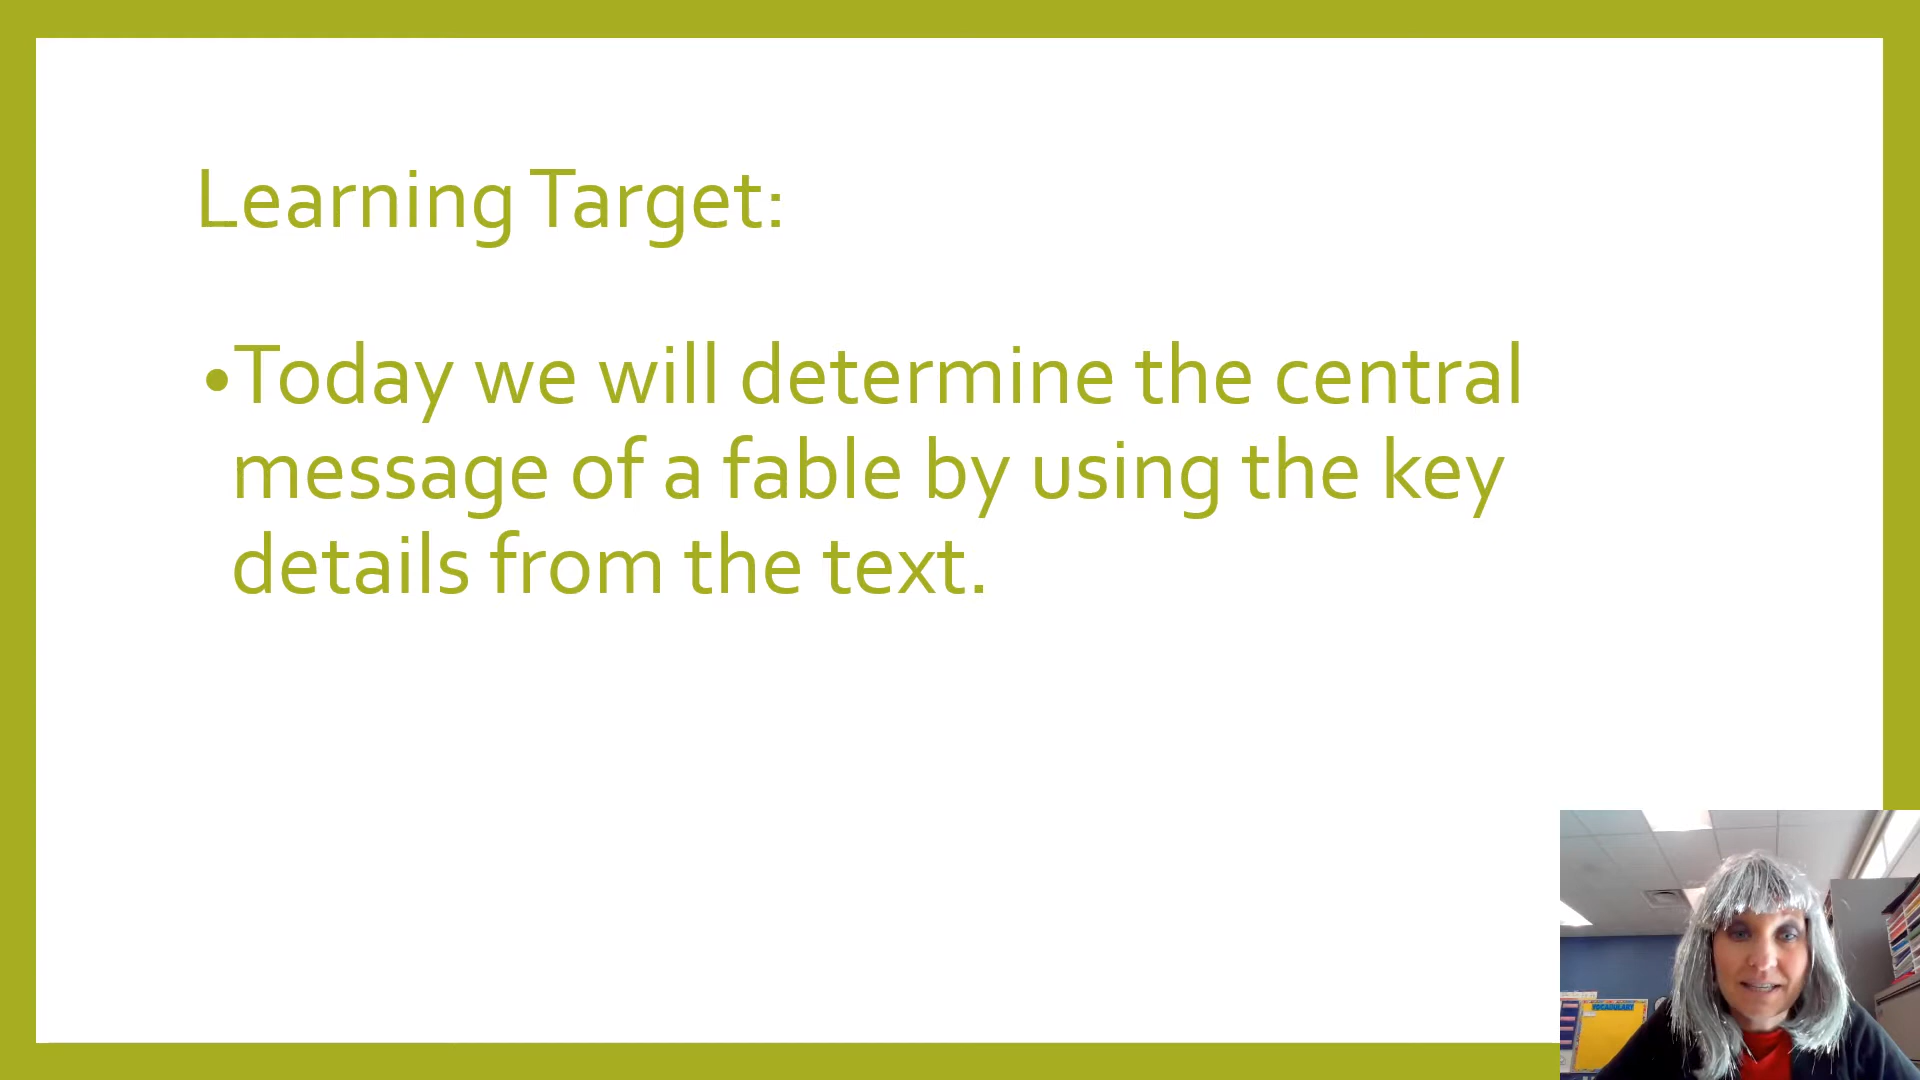 Learning Target:
•Today we will determine the central
message of a fable by using the key
details from the text.
VOCABULARY